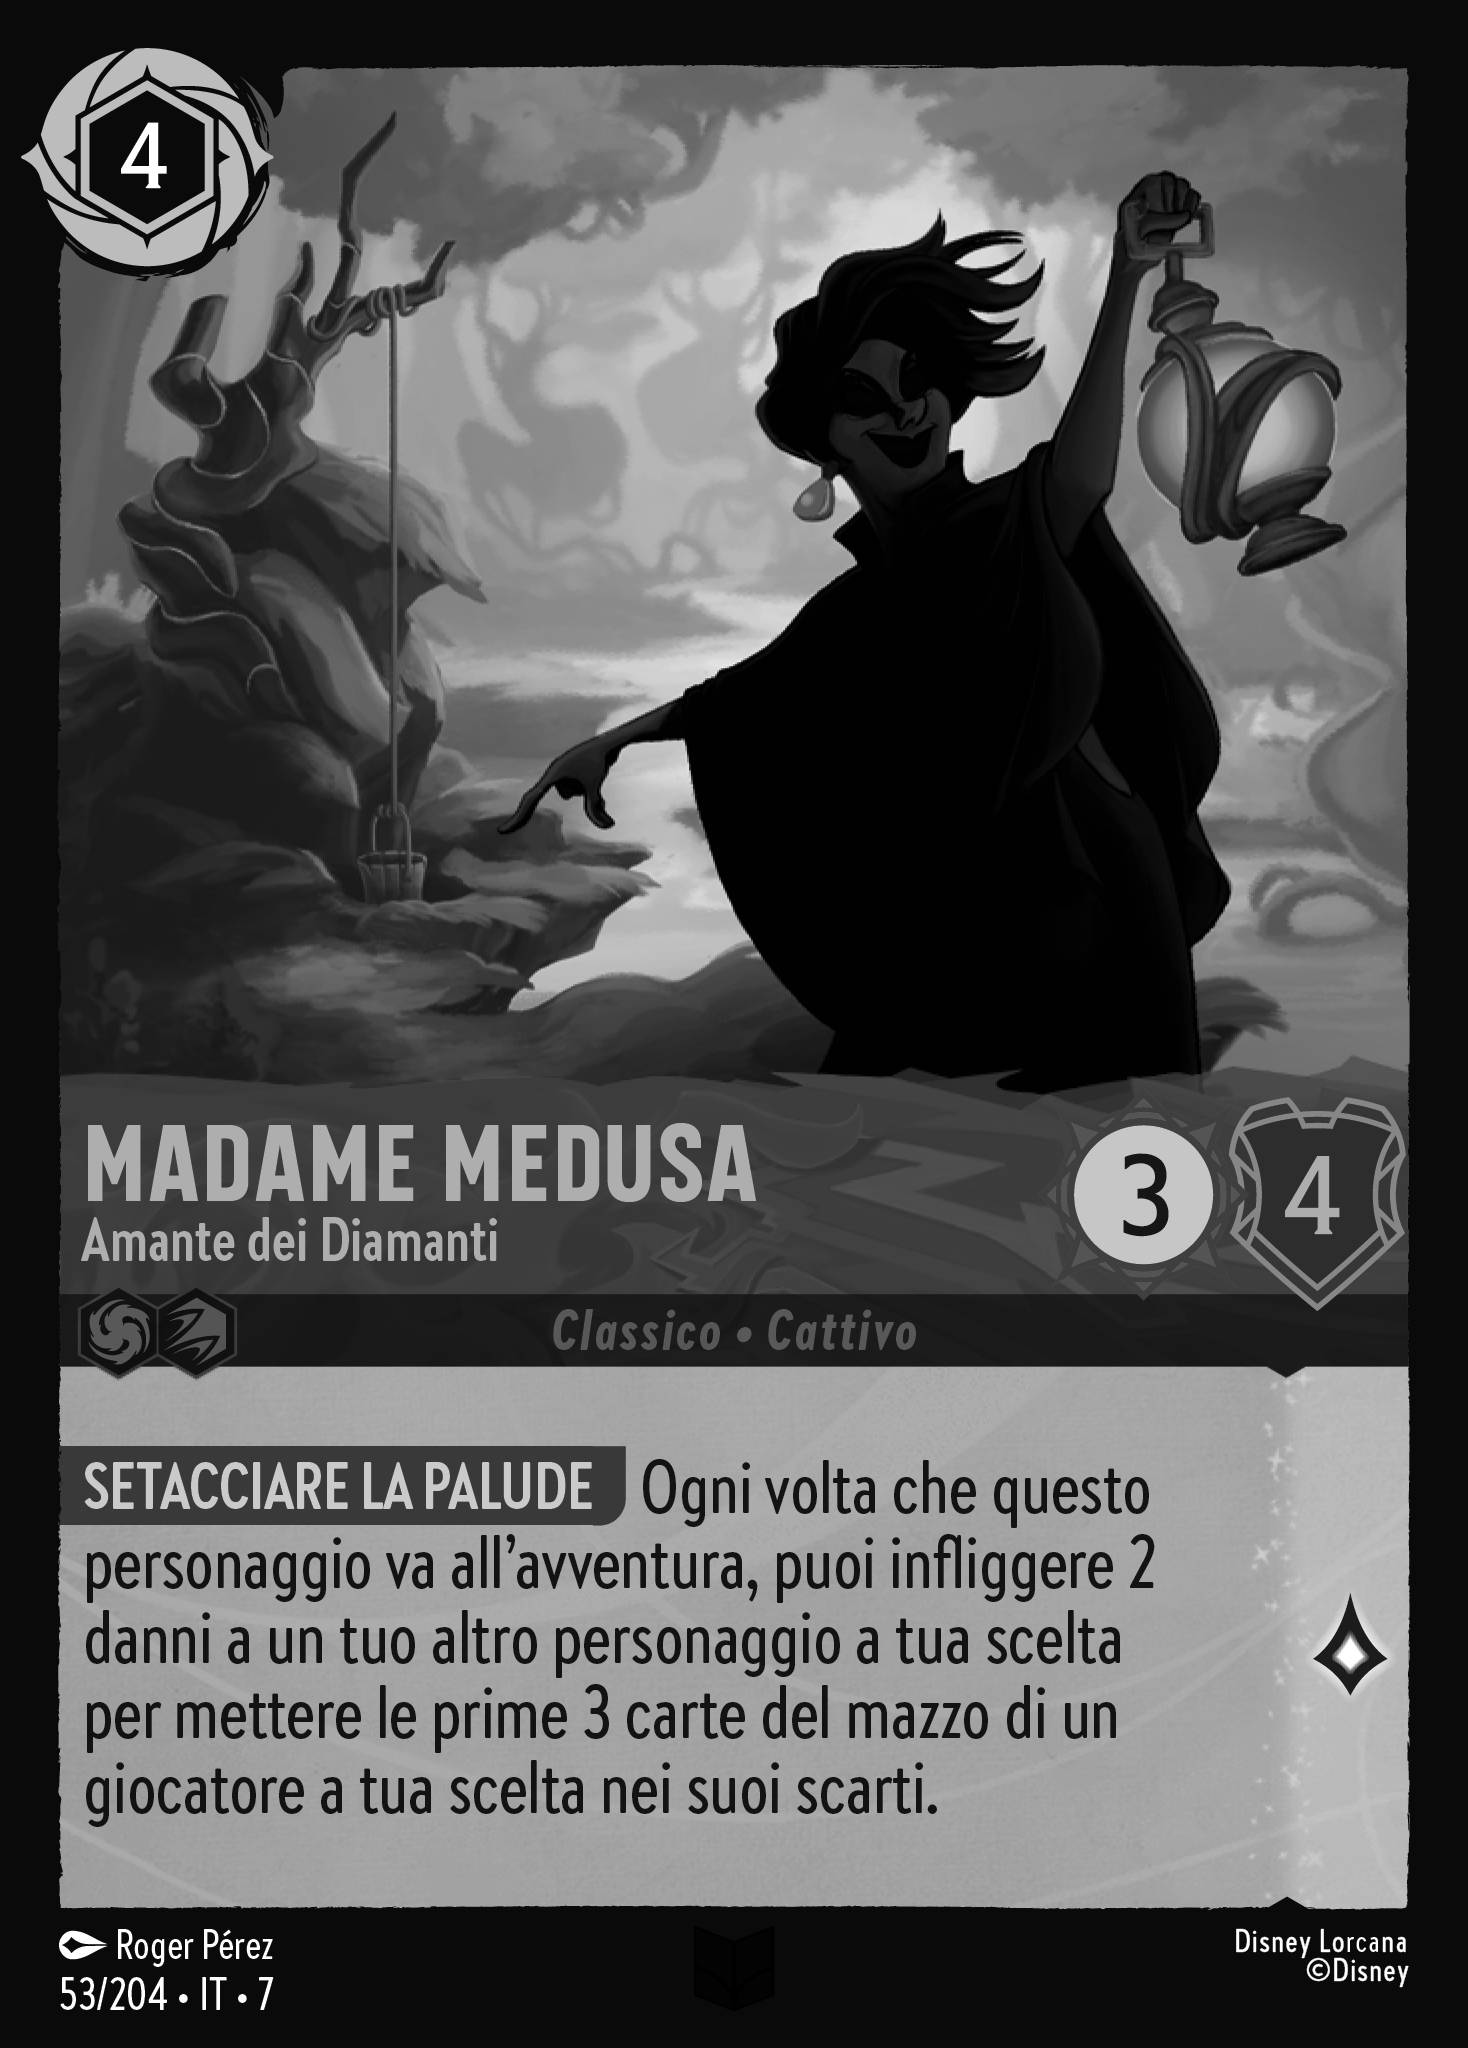 4
MADAME MEDUSA
Amante dei Diamanti
3
4
Classico • Cattivo
SETACCIARE LA PALUDE Ogni volta che questo
personaggio va all’avventura, puoi infliggere 2
danni a un tuo altro personaggio a tua scelta
per mettere le prime 3 carte del mazzo di un
giocatore a tua scelta nei suoi scarti.
Roger Pérez
53/204 • IT • 7
Disney Lorcana
©Disney